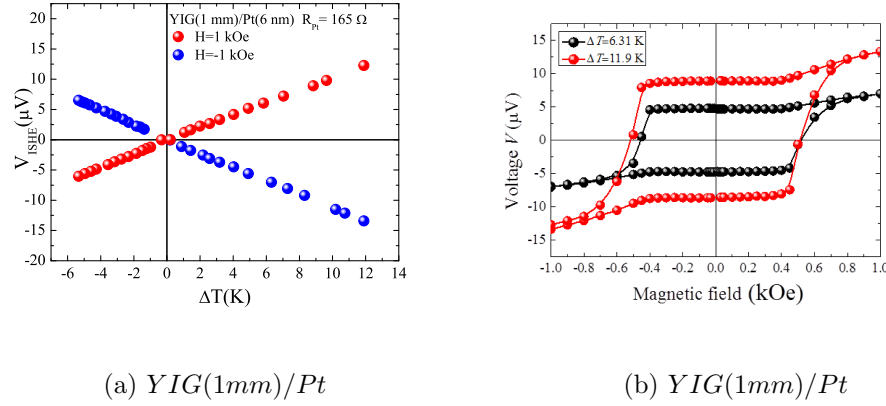 YIG(1 mm)/Pt(6 nm) R_Pt= 165 Ω
H=1 kOe
H=-1 kOe
V_ISHE(μV)
20
15
10
5
0
-5
-10
-15
-20
-6 -4 -2 0 2 4 6 8 10 12 14
ΔT(K)
(a) YIG(1mm)/Pt
ΔT=6.31 K
ΔT=11.9 K
Voltage V (μV)
15
10
5
0
-5
-10
-15
-1.0 -0.8 -0.6 -0.4 -0.2 0.0 0.2 0.4 0.6 0.8 1.0
Magnetic field (kOe)
(b) YIG(1mm)/Pt